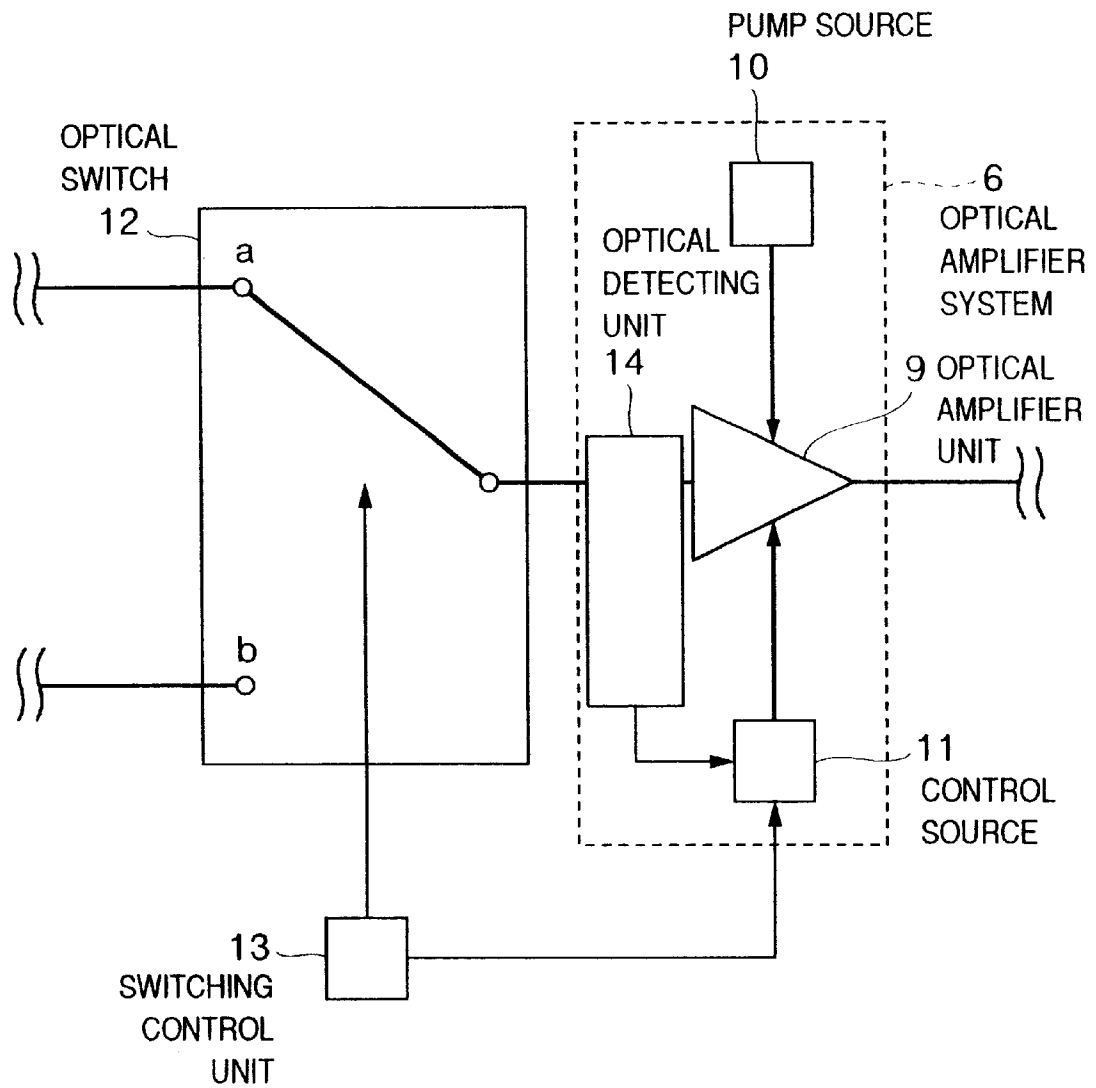 PUMP SOURCE
10
OPTICAL
SWITCH
12
a
b
OPTICAL
DETECTING
UNIT
14
6
OPTICAL
AMPLIFIER
SYSTEM
9 OPTICAL
AMPLIFIER
UNIT
11
CONTROL
SOURCE
13
SWITCHING
CONTROL
UNIT